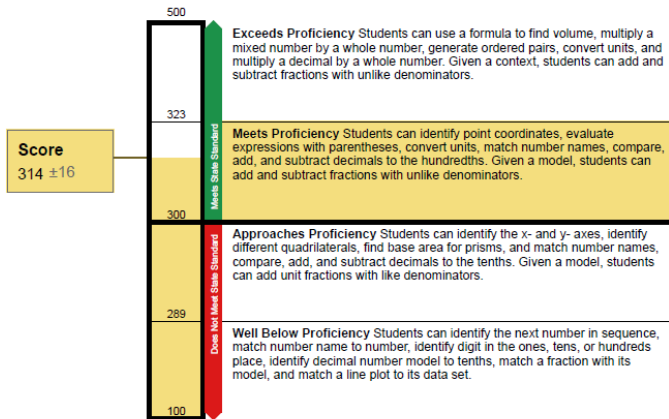 500
Exceeds Proficiency Students can use a formula to find volume, multiply a
mixed number by a whole number, generate ordered pairs, convert units, and
multiply a decimal by a whole number. Given a context, students can add and
subtract fractions with unlike denominators.
323
Score
314 ±16
Meets State Standard
Meets Proficiency Students can identify point coordinates, evaluate
expressions with parentheses, convert units, match number names, compare,
add, and subtract decimals to the hundredths. Given a model, students can
add and subtract fractions with unlike denominators.
300
Approaches Proficiency Students can identify the x- and y- axes, identify
different quadrilaterals, find base area for prisms, and match number names,
compare, add, and subtract decimals to the tenths. Given a model, students
can add unit fractions with like denominators.
Does Not Meet State Standard
289
Well Below Proficiency Students can identify the next number in sequence,
match number name to number, identify digit in the ones, tens, or hundreds
place, identify decimal number model to tenths, match a fraction with its
model, and match a line plot to its data set.
100